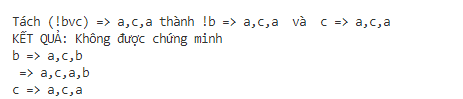 Tách (!bvc) => a,c,a thành !b => a,c,a  và  c => a,c,a
KẾT QUẢ: Không được chứng minh
b => a,c,b
 => a,c,a,b
c => a,c,a